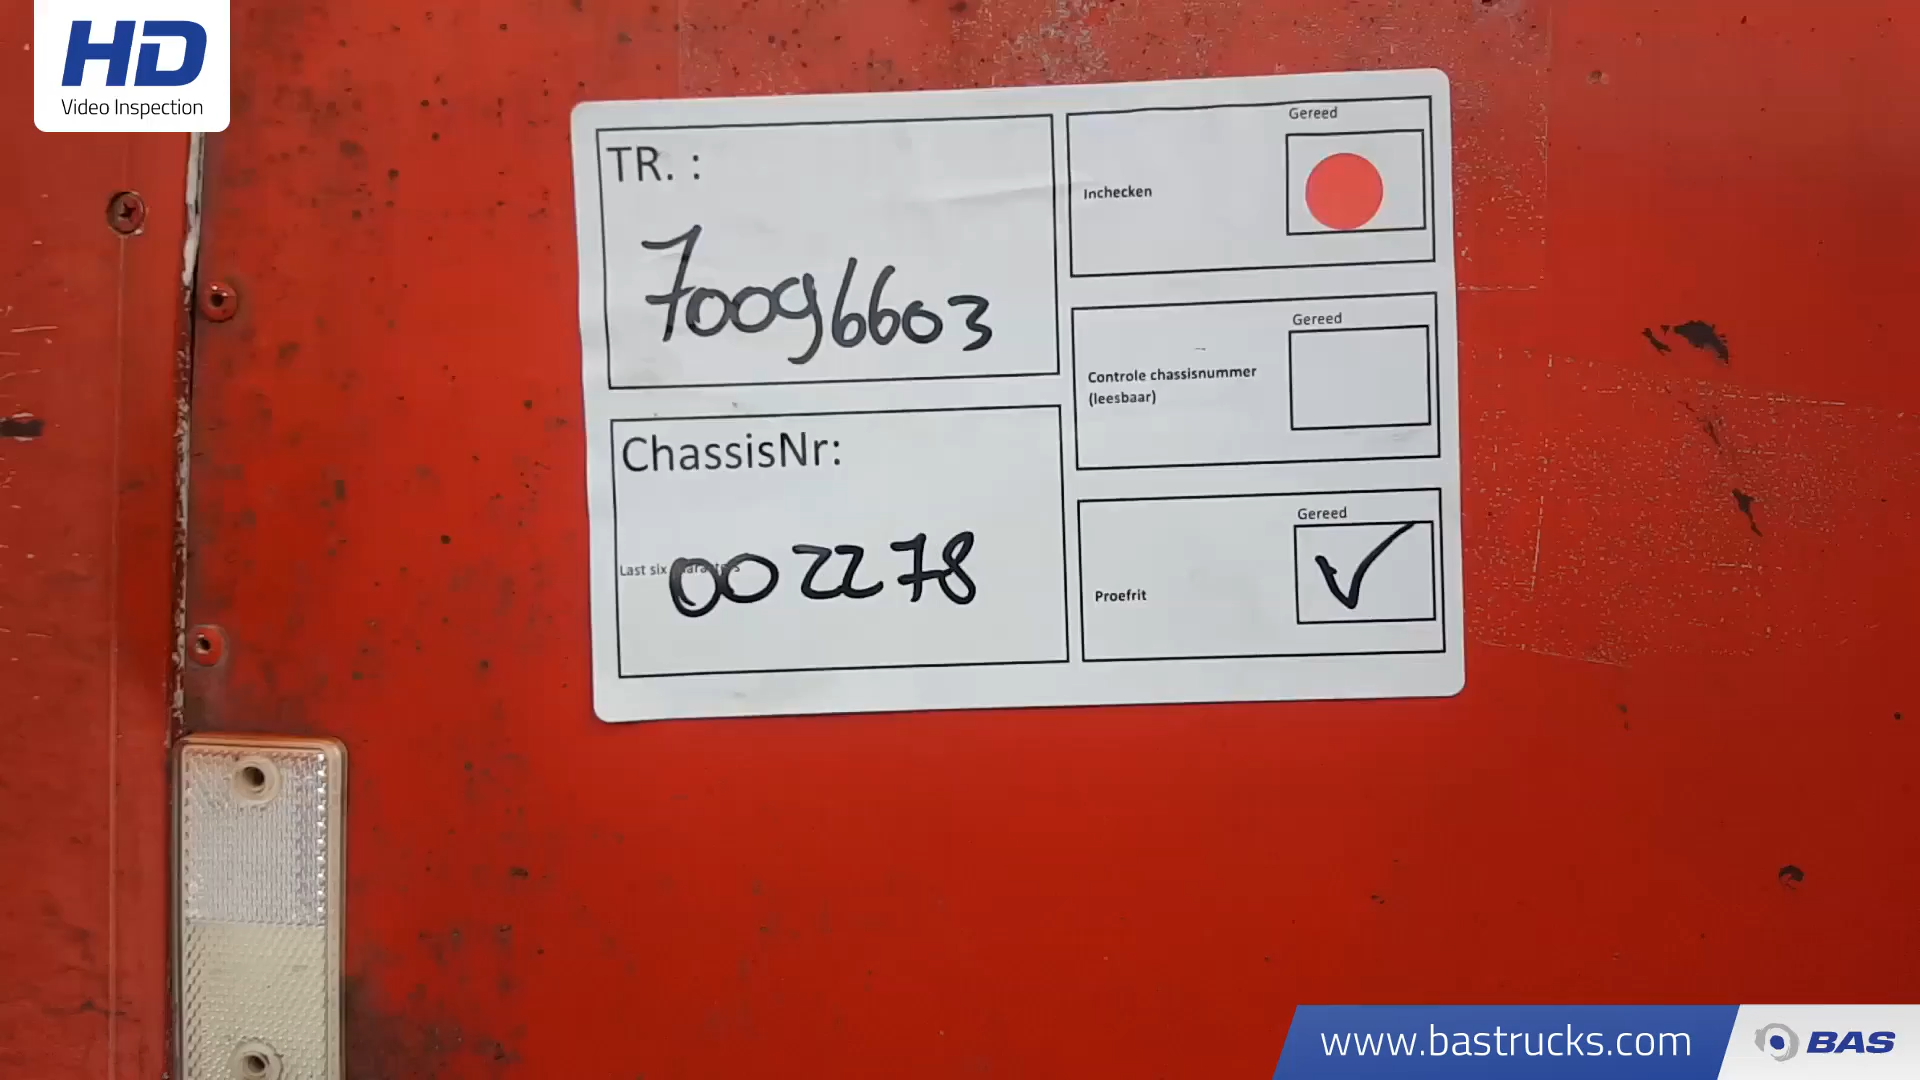 HD
Video Inspection
TR. :
70096603
ChassisNr:
Last six characters
002278
Gereed
Inchecken
Gereed
Controle chassisnummer
(leesbaar)
Gereed
Proefrit
www.bastrucks.com
BAS